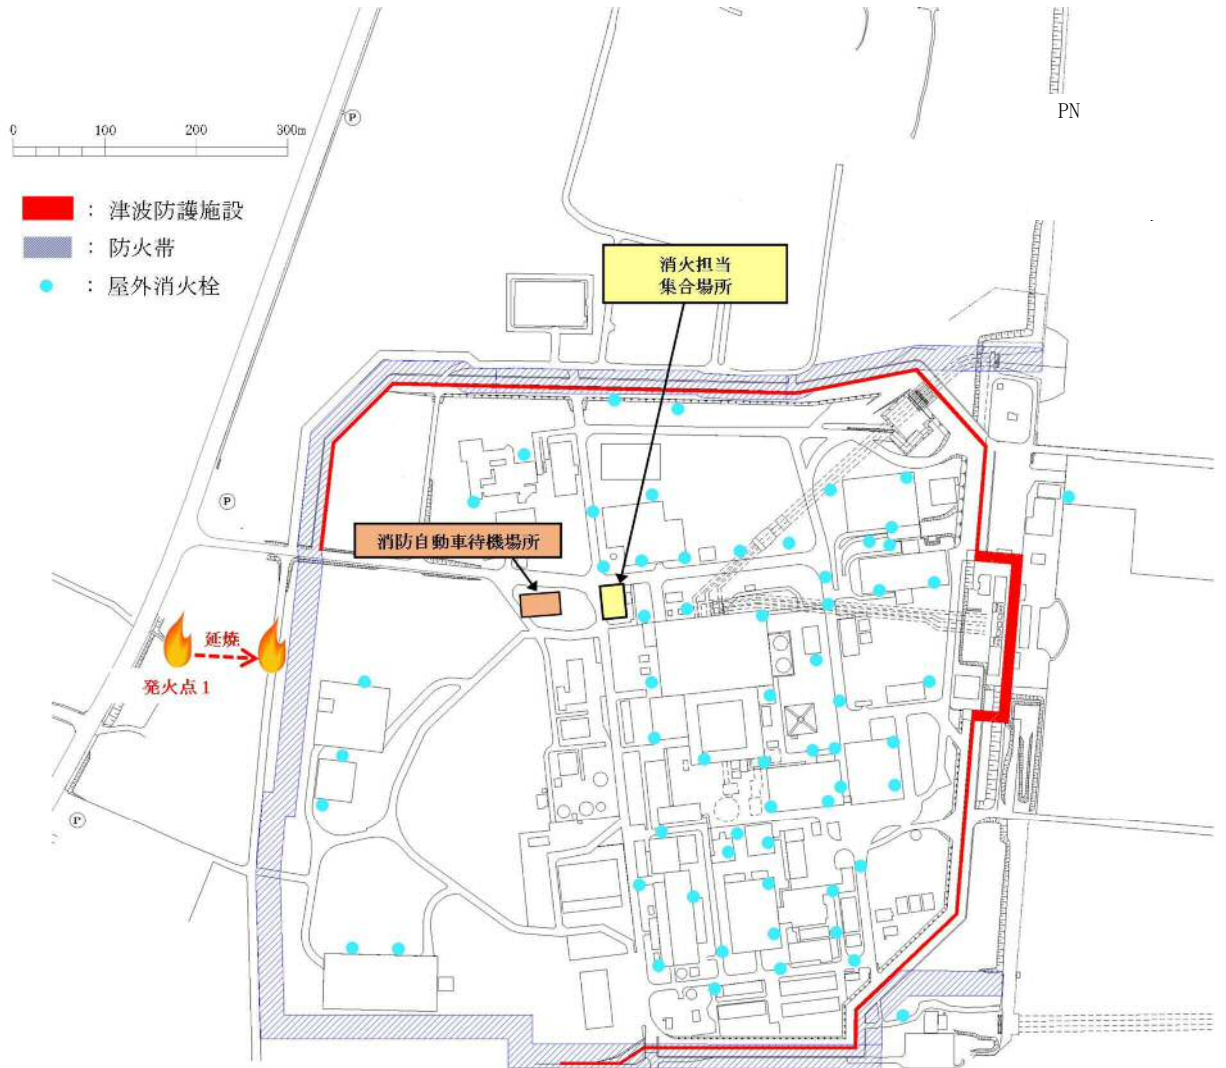 P
PN
0 100 200 300m
： 津波防護施設
： 防火帯
： 屋外消火栓
消火担当
集合場所
P
消防自動車待機場所
延焼
発火点1
P